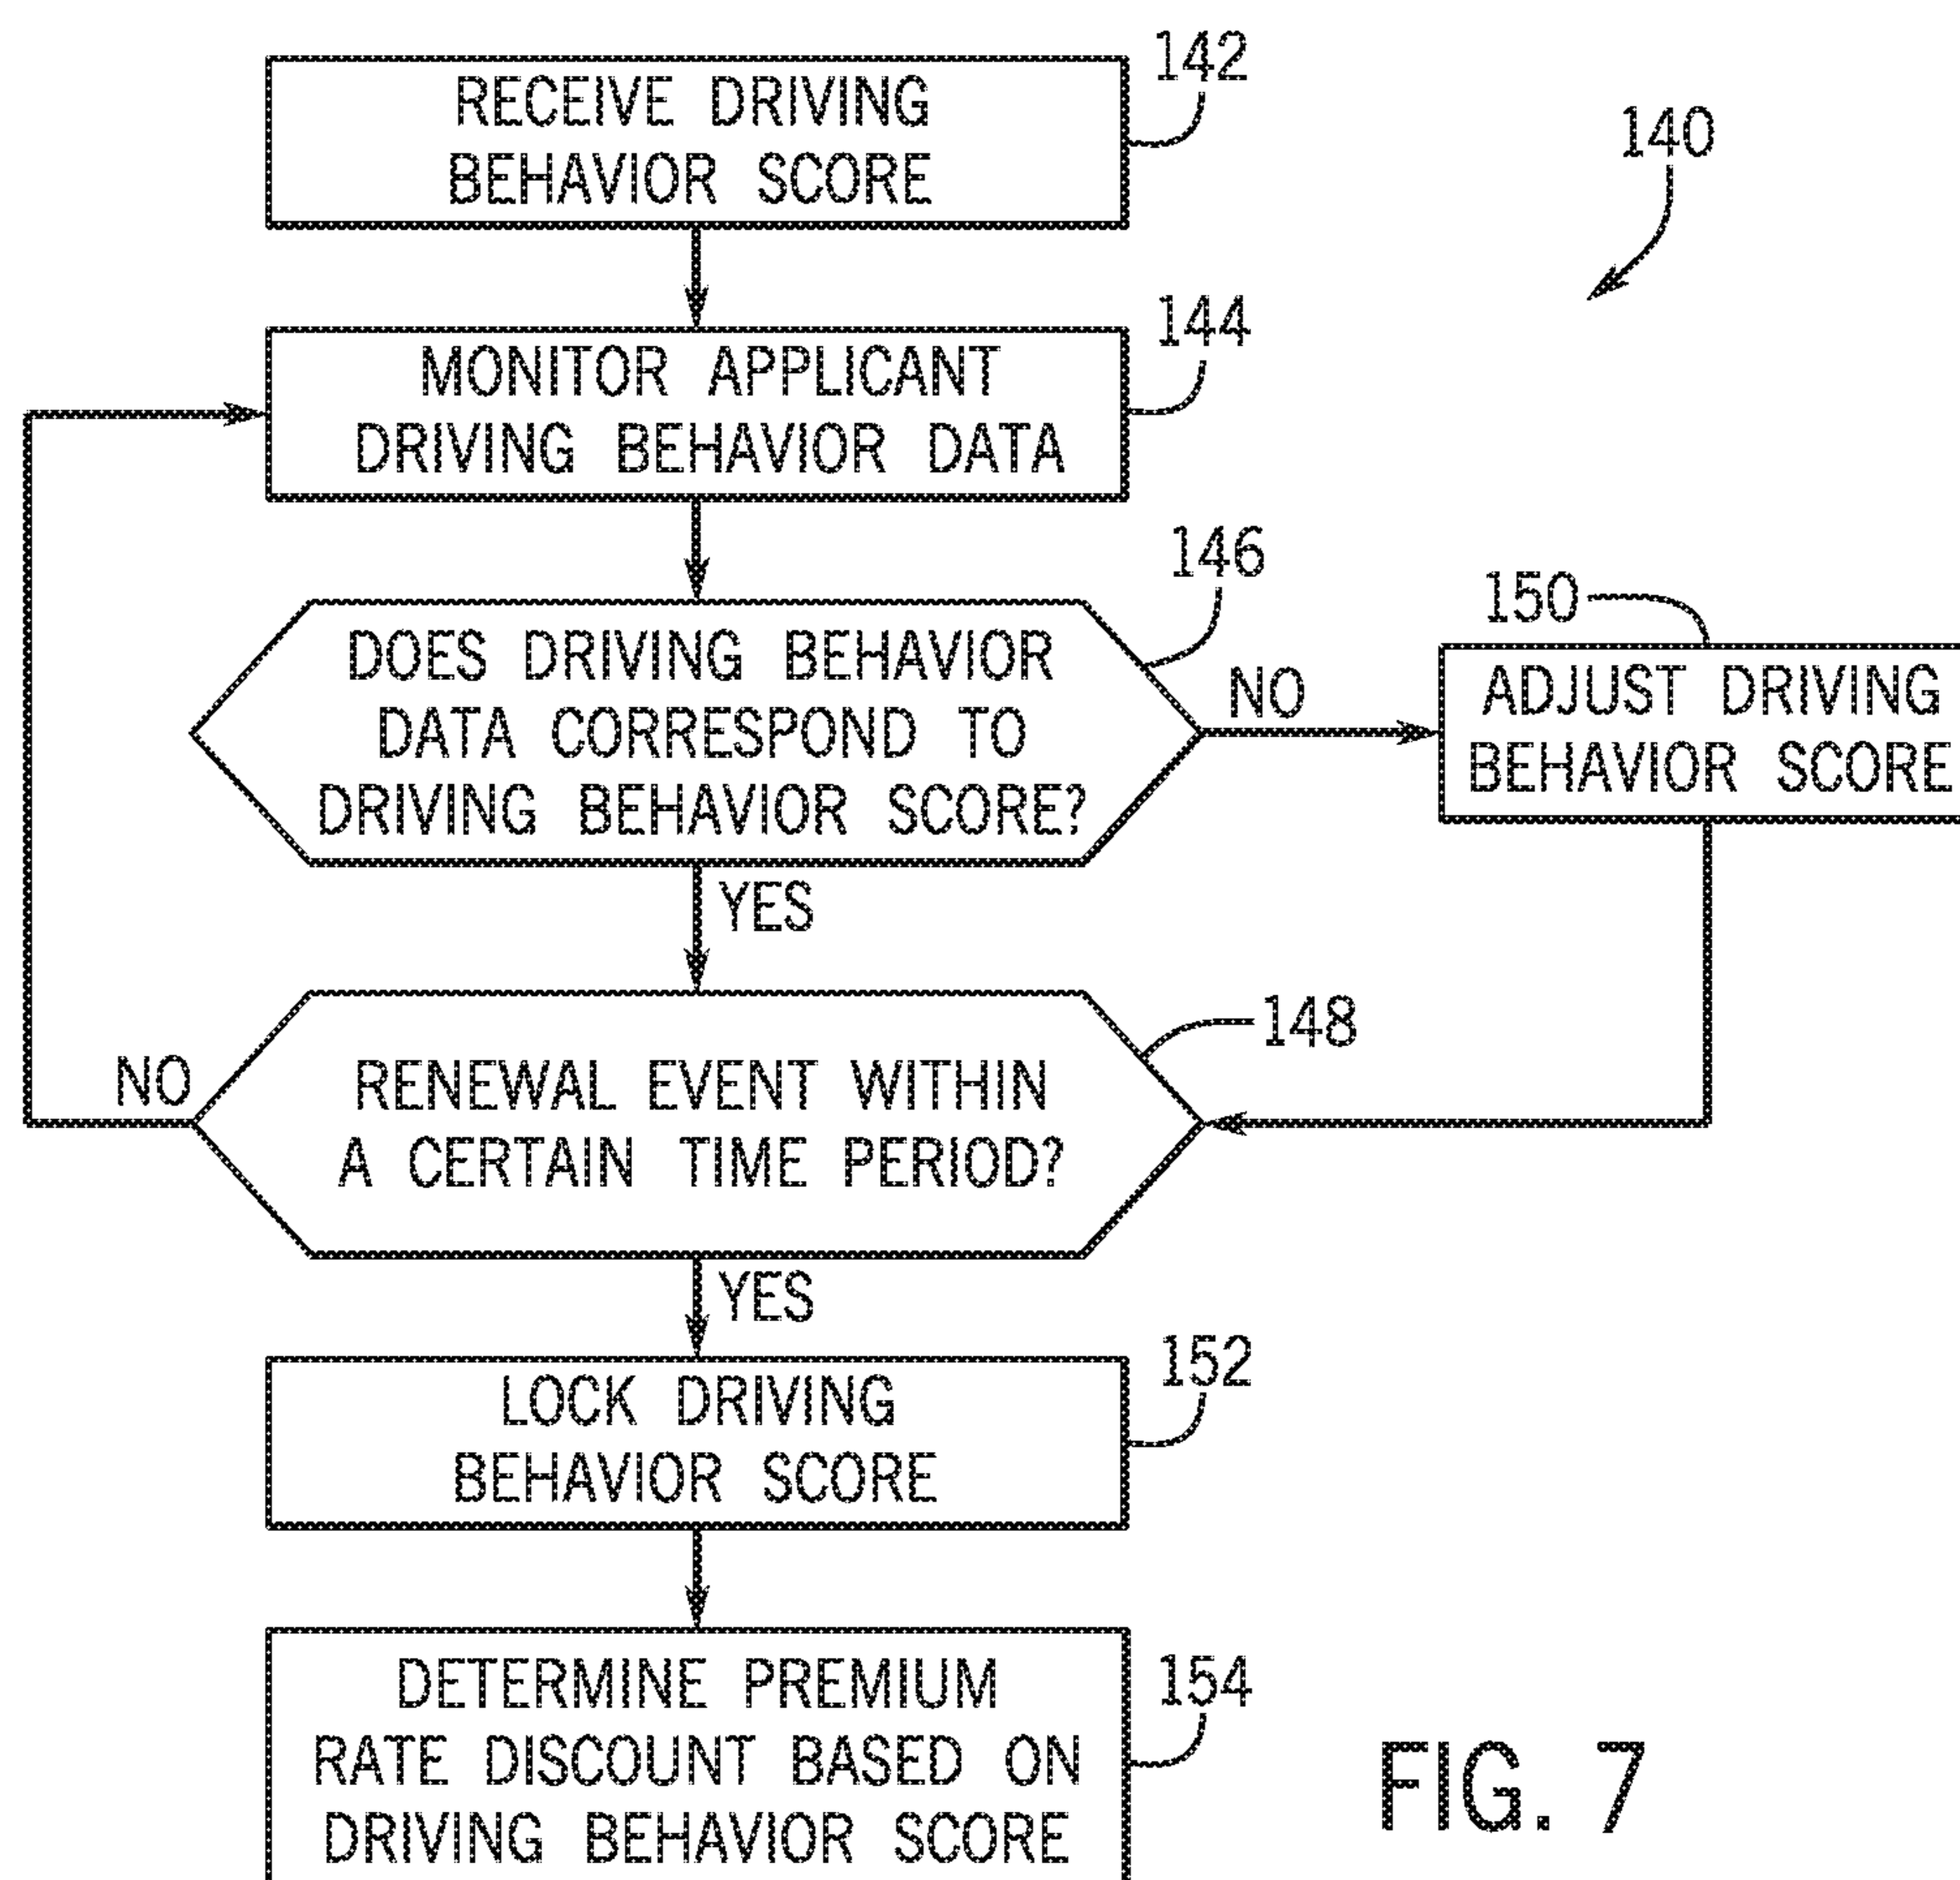 142
RECEIVE DRIVING
BEHAVIOR SCORE
140
144
MONITOR APPLICANT
DRIVING BEHAVIOR DATA
146
DOES DRIVING BEHAVIOR
DATA CORRESPOND TO
DRIVING BEHAVIOR SCORE?
NO
150
ADJUST DRIVING
BEHAVIOR SCORE
YES
148
NO
RENEWAL EVENT WITHIN
A CERTAIN TIME PERIOD?
YES
152
LOCK DRIVING
BEHAVIOR SCORE
154
DETERMINE PREMIUM
RATE DISCOUNT BASED ON
DRIVING BEHAVIOR SCORE
FIG. 7